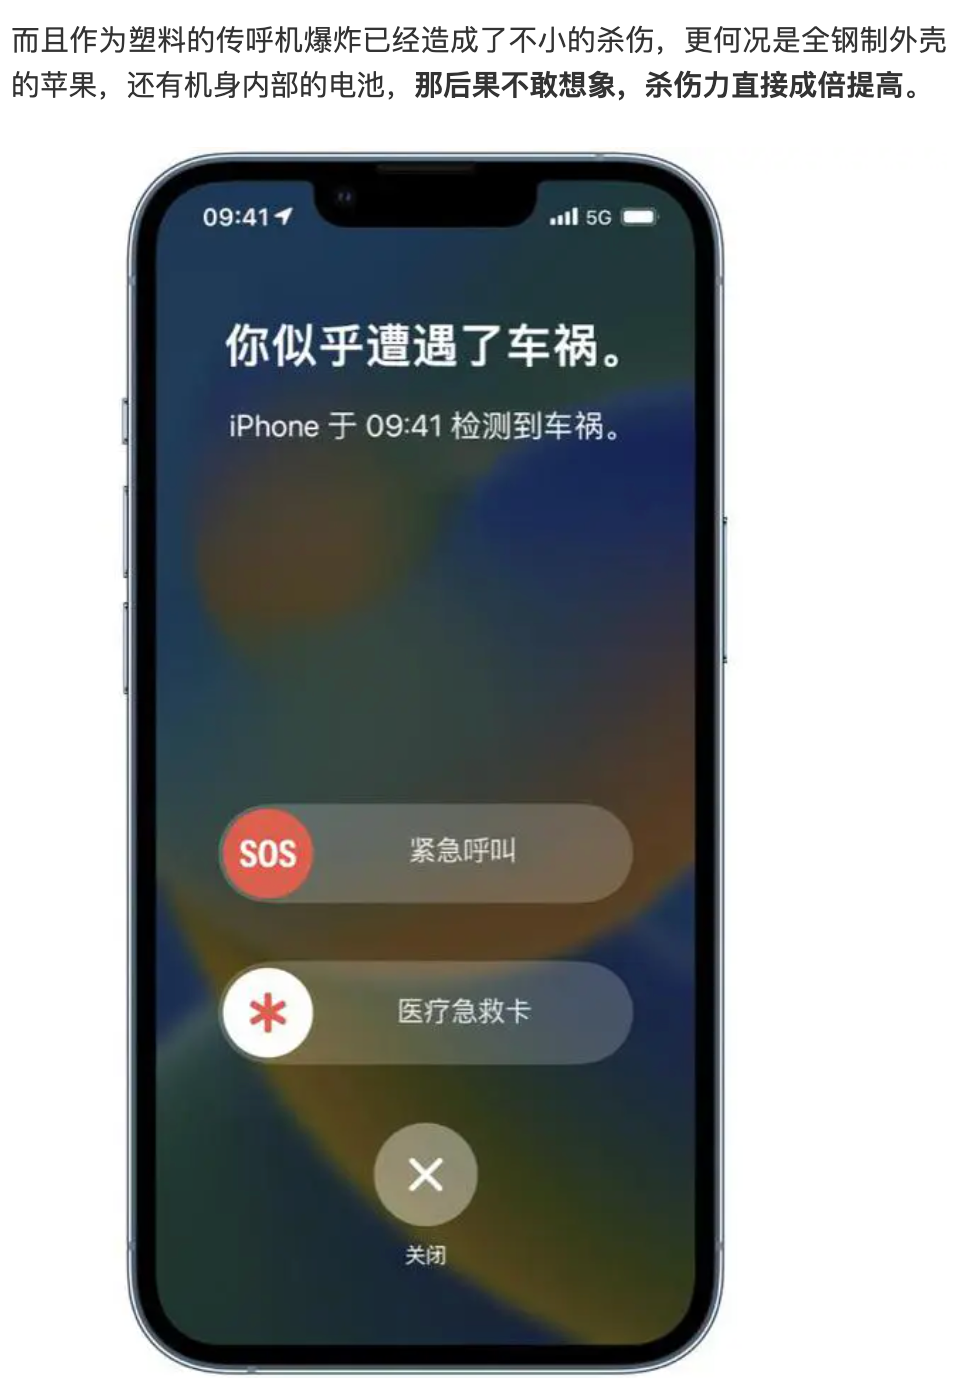 而且作为塑料的传呼机爆炸已经造成了不小的杀伤，更何况是全钢制外壳
的苹果，还有机身内部的电池，那后果不敢想象，杀伤力直接成倍提高。
09:41
5G
你似乎遭遇了车祸。
iPhone 于 09:41 检测到车祸。
SOS 紧急呼叫
医疗急救卡
关闭